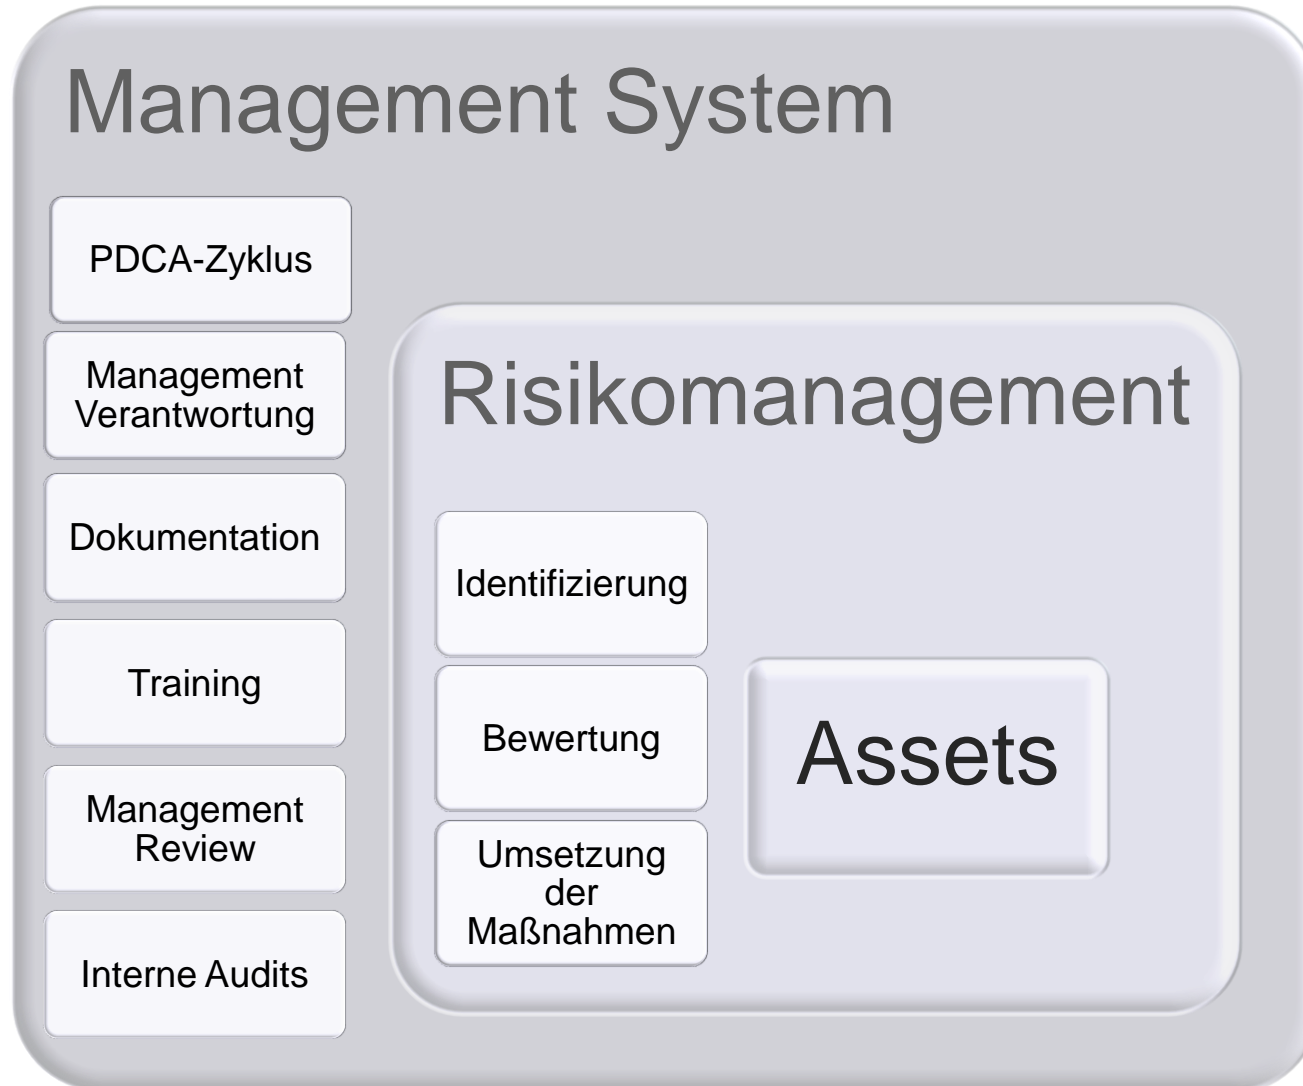 Management System
PDCA-Zyklus
Management
Verantwortung
Dokumentation
Training
Management
Review
Interne Audits
Risikomanagement
Identifizierung
Bewertung
Umsetzung
der
Maßnahmen
Assets